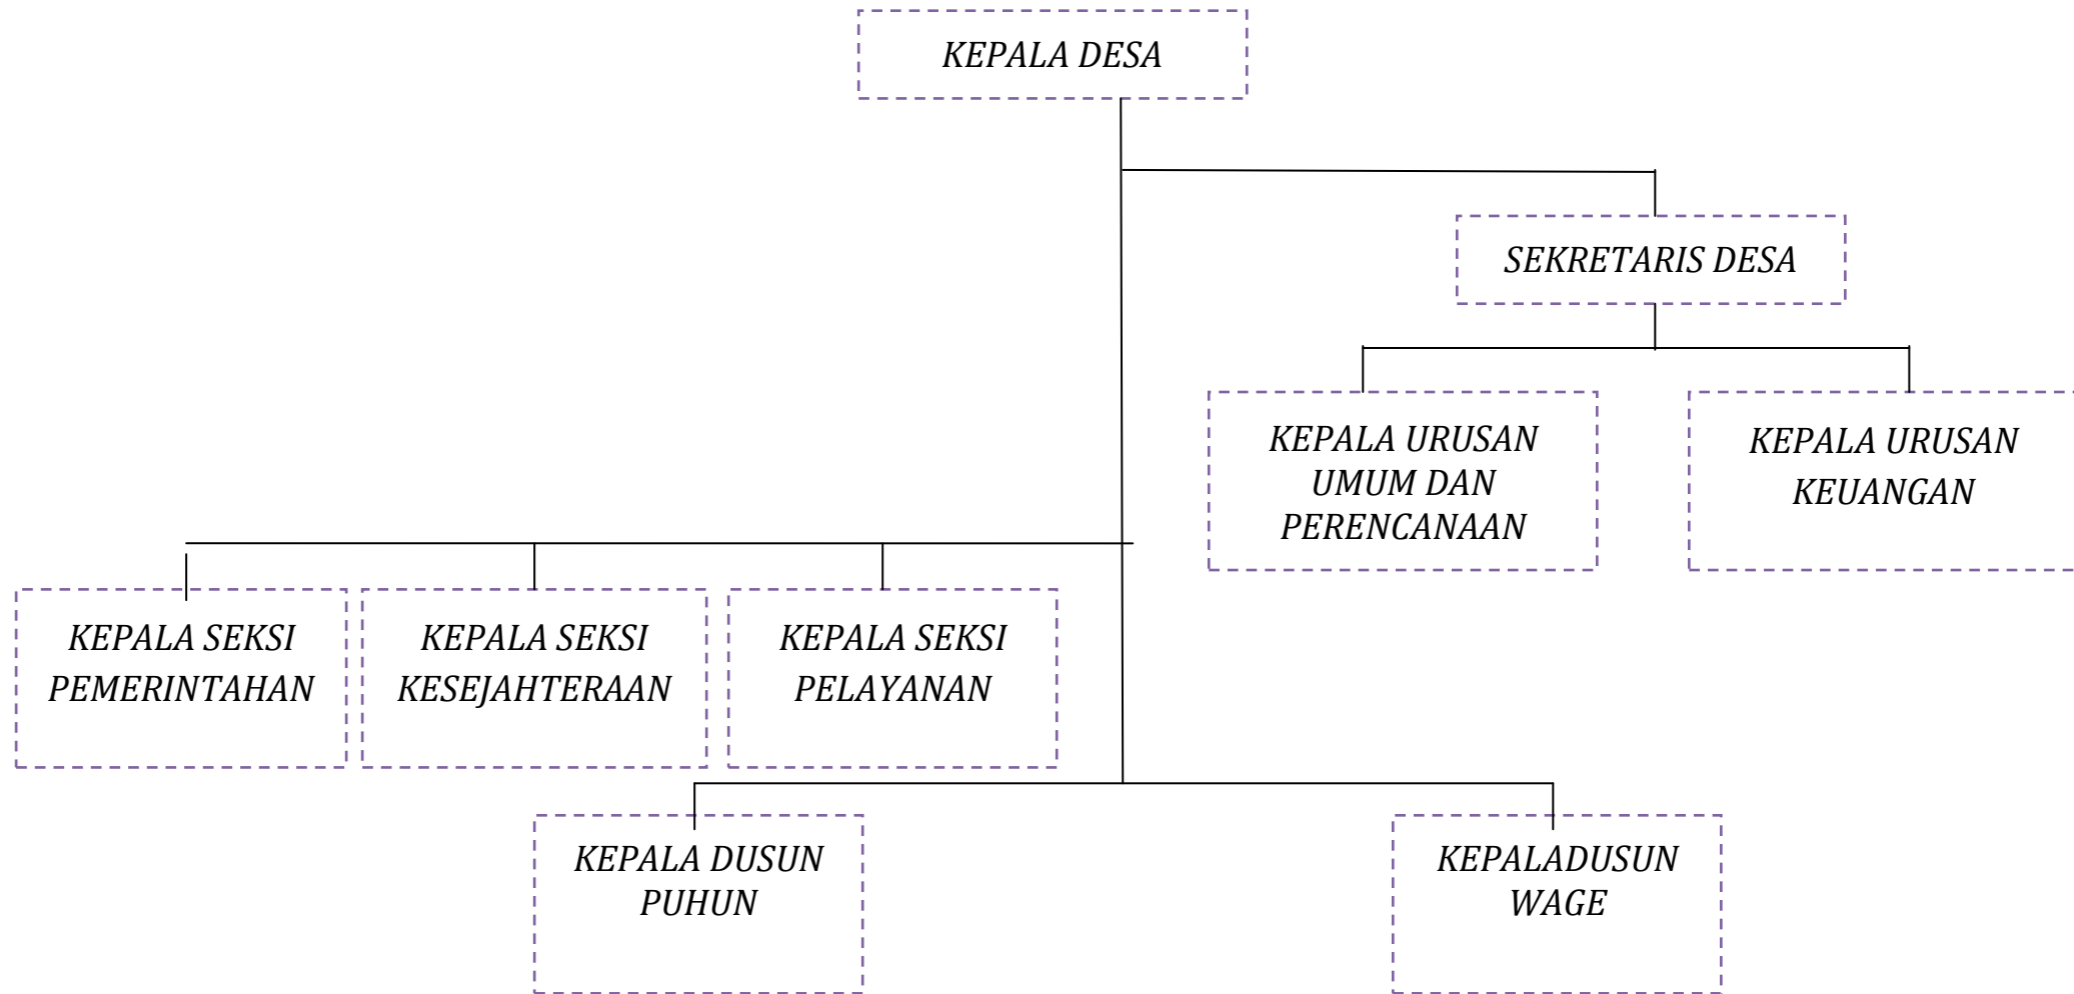 KEPALA DESA
SEKRETARIS DESA
KEPALA URUSAN
UMUM DAN
PERENCANAAN
KEPALA URUSAN
KEUANGAN
KEPALA SEKSI
PEMERINTAHAN
KEPALA SEKSI
KESEJAHTERAAN
KEPALA SEKSI
PELAYANAN
KEPALA DUSUN
PUHUN
KEPALADUSUN
WAGE